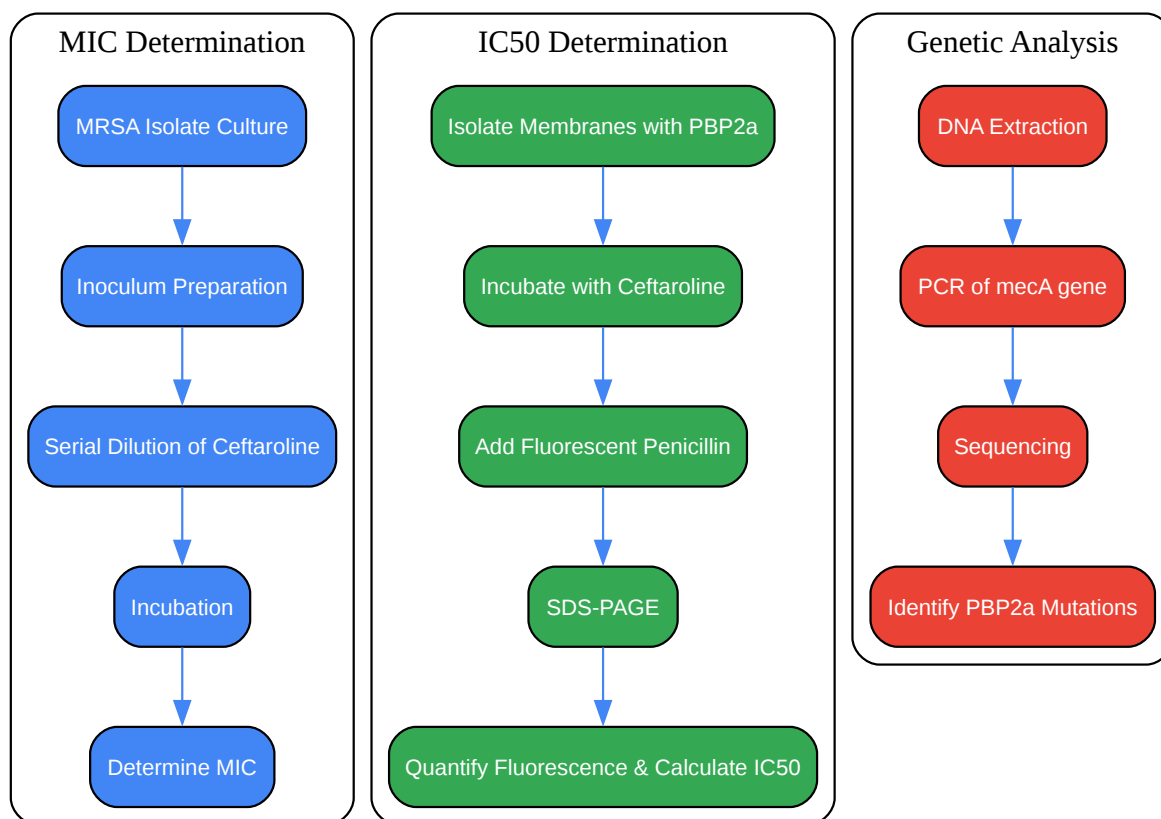 MIC Determination
MRSA Isolate Culture
Inoculum Preparation
Serial Dilution of Ceftaroline
Incubation
Determine MIC
IC50 Determination
Isolate Membranes with PBP2a
Incubate with Ceftaroline
Add Fluorescent Penicillin
SDS-PAGE
Quantify Fluorescence & Calculate IC50
Genetic Analysis
DNA Extraction
PCR of mecA gene
Sequencing
Identify PBP2a Mutations